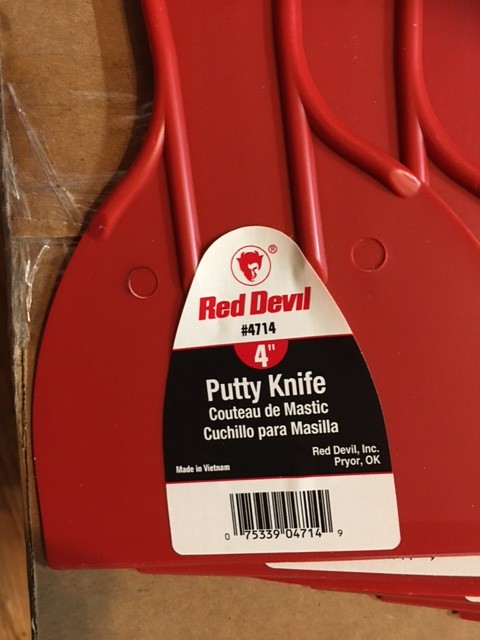 ®
Red Devil
#4714
4"
Putty Knife
Couteau de Mastic
Cuchillo para Masilla
Red Devil, Inc.
Pryor, OK
Made in Vietnam
0 75339 04714 9